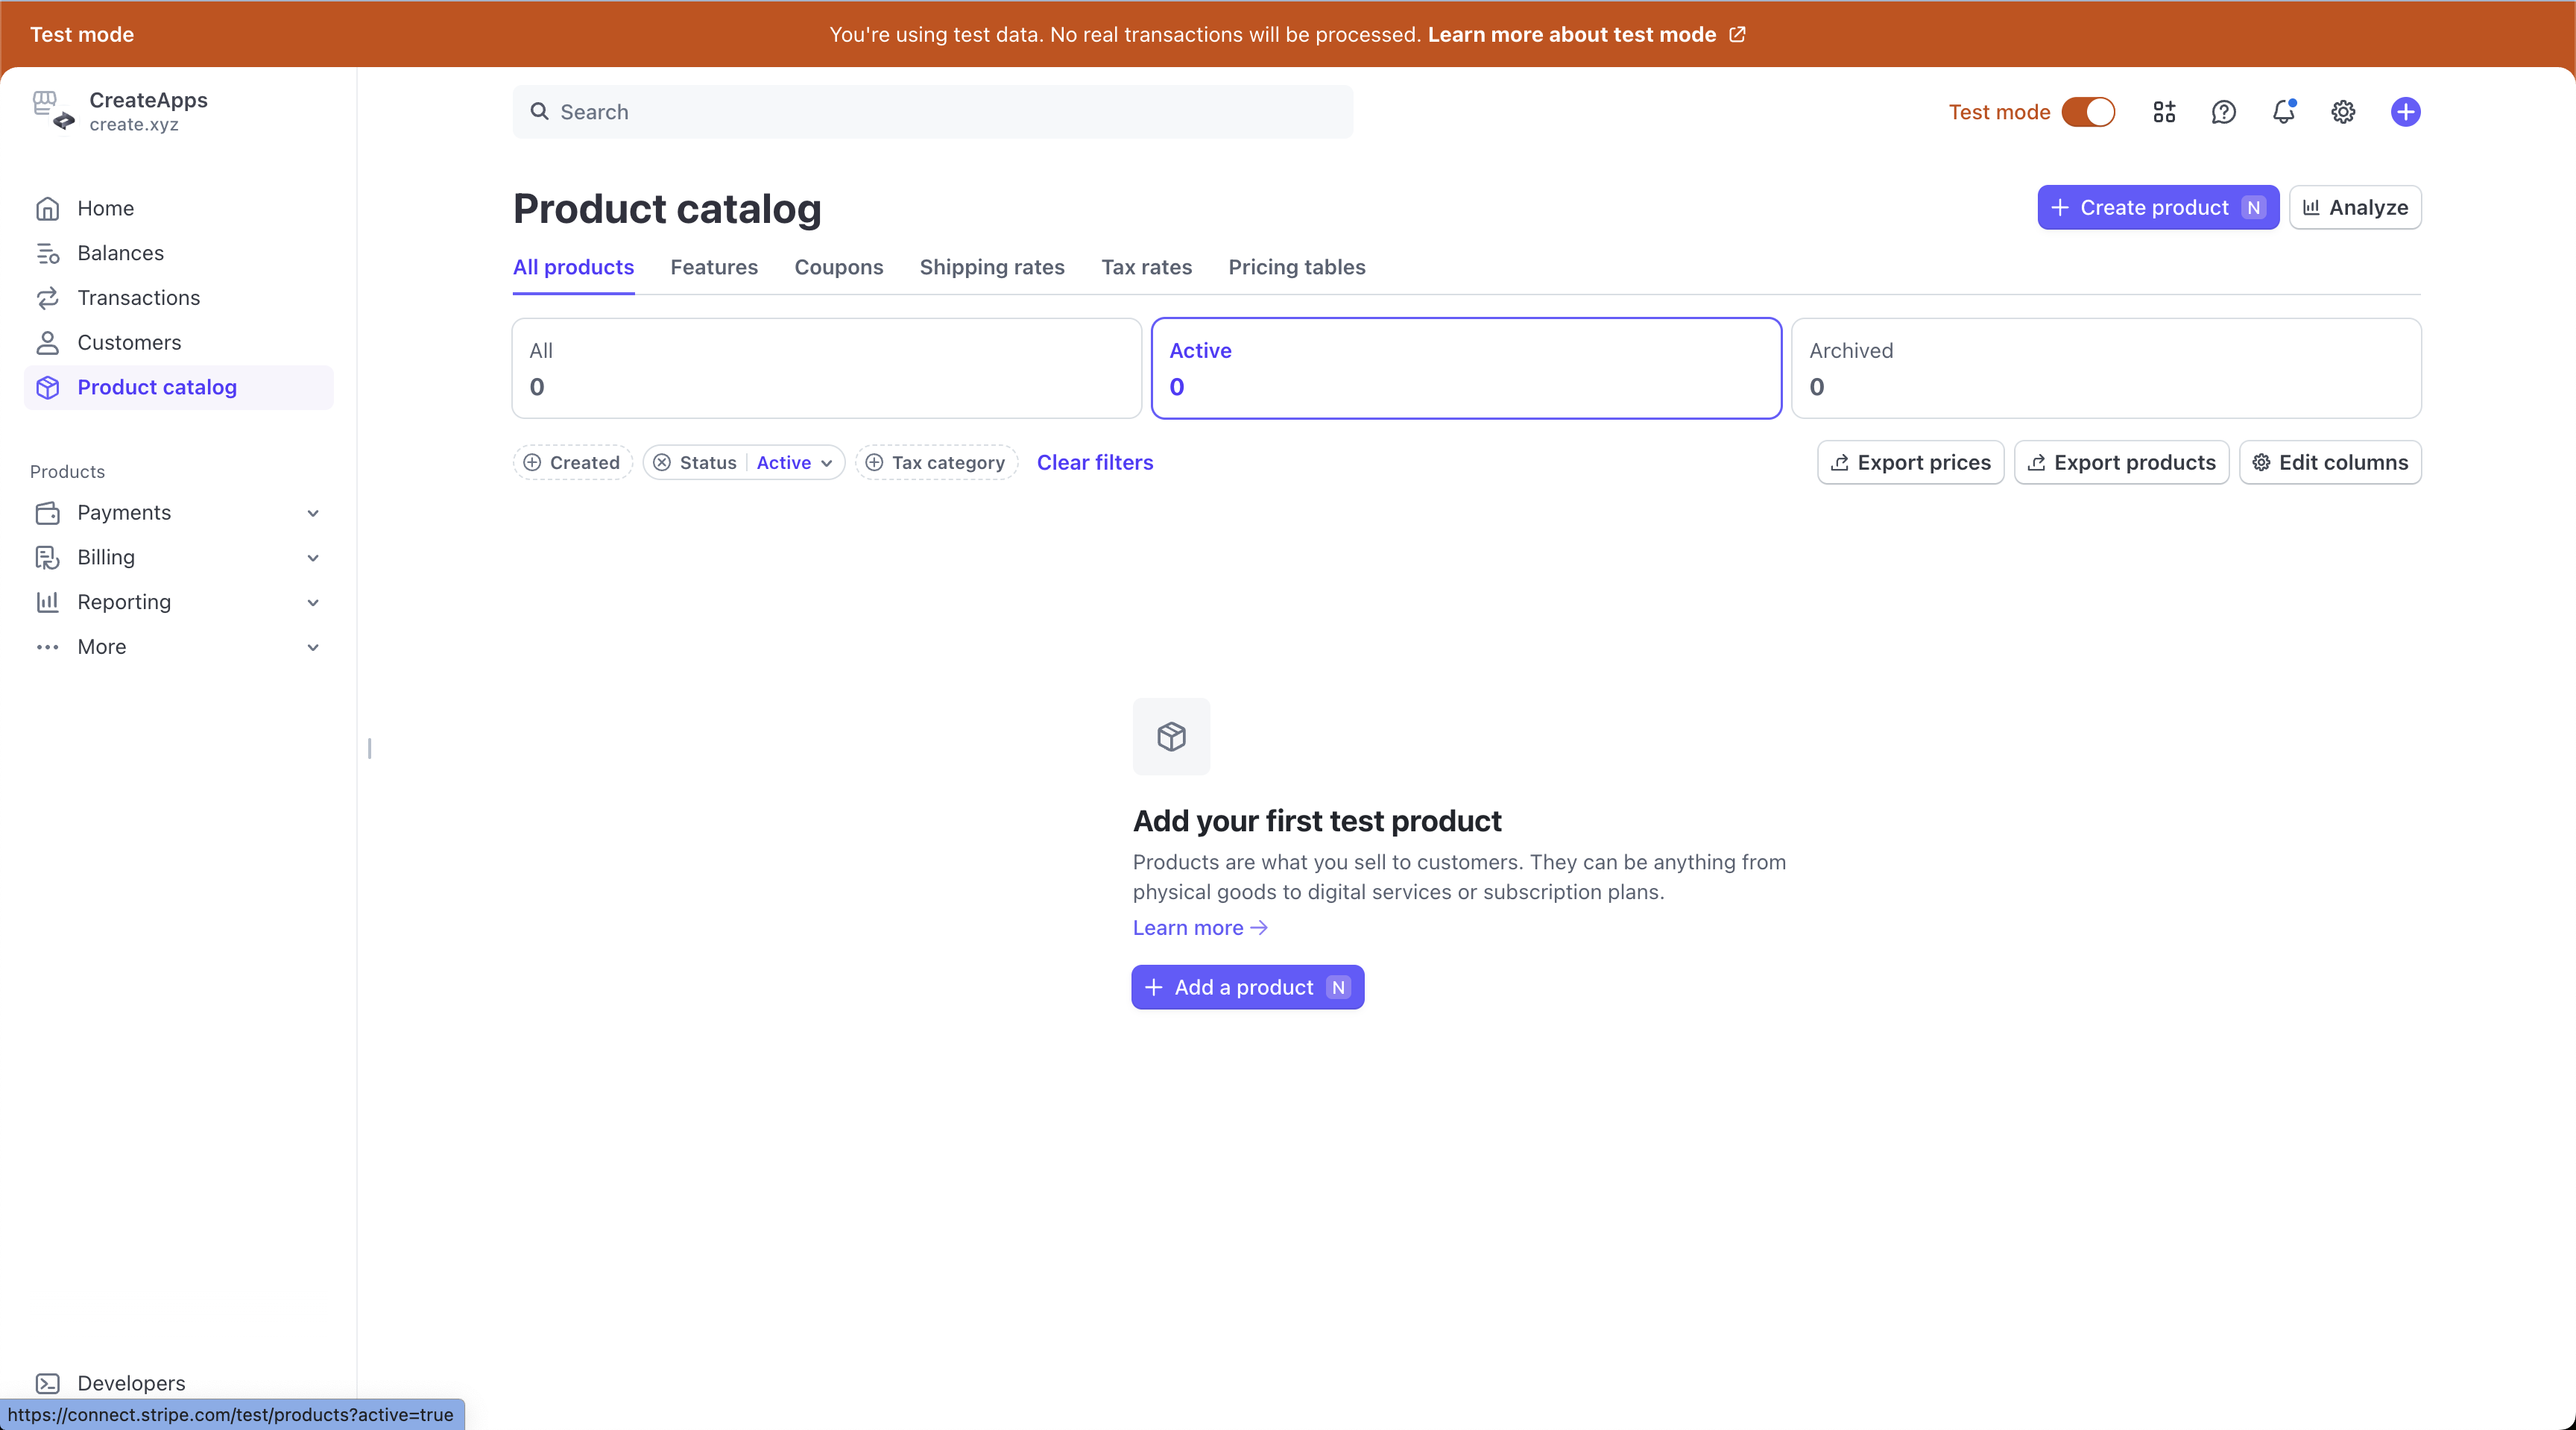 Test mode
You're using test data. No real transactions will be processed. Learn more about test mode
CreateApps
create.xyz
Search
Test mode
Home
Balances
Transactions
Customers
Product catalog
Products
Payments
Billing
Reporting
More
Developers
Product catalog
Create product N
Analyze
All products Features Coupons Shipping rates Tax rates Pricing tables
All
0
Active
0
Archived
0
Created Status Active Tax category Clear filters
Export prices Export products Edit columns
Add your first test product
Products are what you sell to customers. They can be anything from
physical goods to digital services or subscription plans.
Learn more
Add a product N
https://connect.stripe.com/test/products?active=true